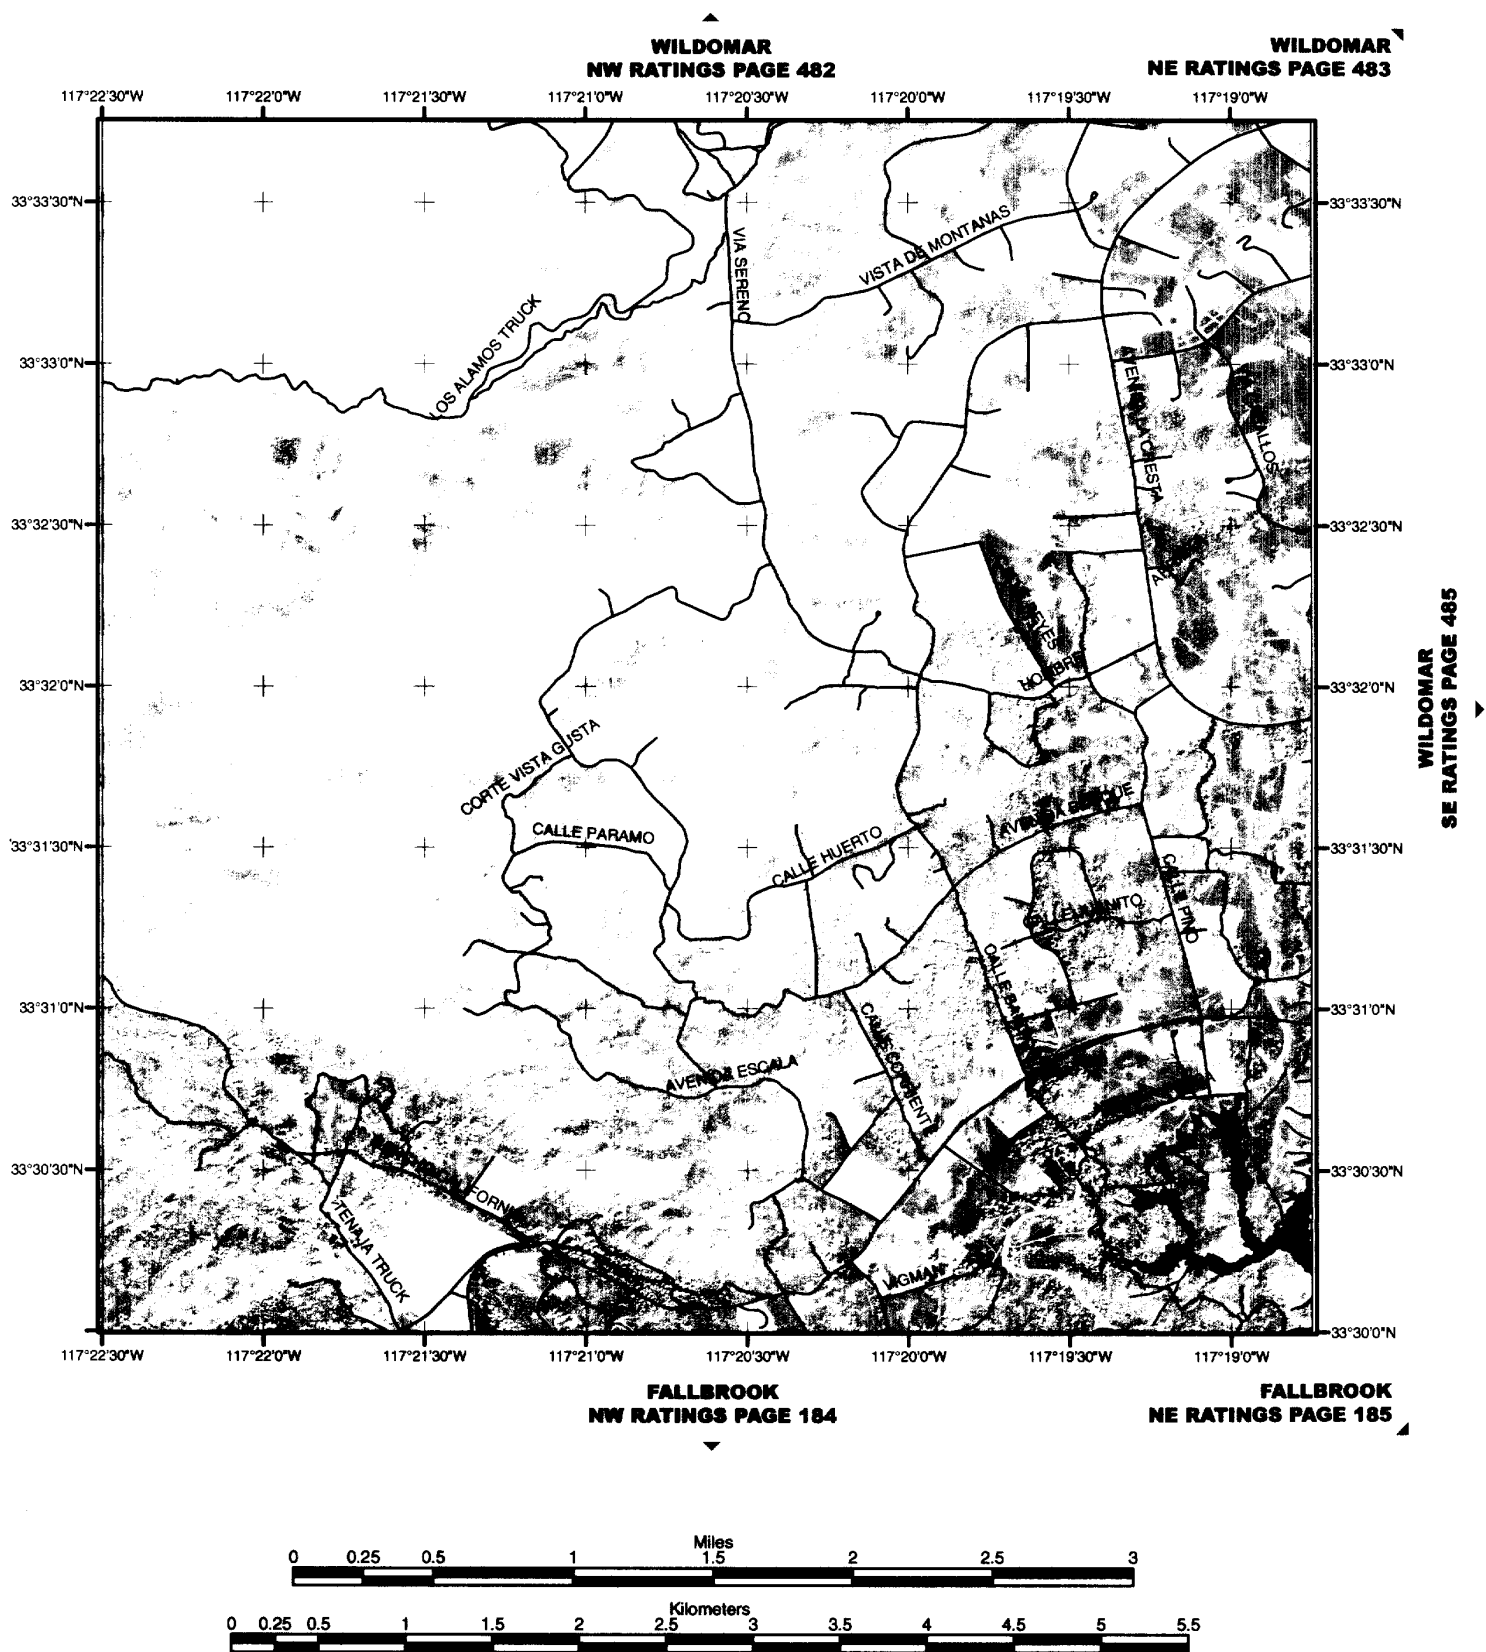 WILDOMAR
NW RATINGS PAGE 482
WILDOMAR
NE RATINGS PAGE 483
117°22'30"W 117°22'0"W 117°21'30"W 117°21'0"W 117°20'30"W 117°20'0"W 117°19'30"W 117°19'0"W
33°33'30"N 33°33'30"N
VIA SERENO
VISTA DE MONTANAS
LOS ALAMOS TRUCK
33°33'0"N 33°33'0"N
AVENIDA LA CRESTA
33°32'30"N 33°32'30"N
HOMBRE
33°32'0"N 33°32'0"N
WILDOMAR
SE RATINGS PAGE 485
CORTE VISTA GUSTA
CALLE PARAMO
CALLE HUERTO
AVENIDA BOSQUE
33°31'30"N 33°31'30"N
CALLE PINO
33°31'0"N 33°31'0"N
AVENIDA ESCALA
33°30'30"N 33°30'30"N
TENAJA TRUCK
WIGMAN
33°30'0"N
117°22'30"W 117°22'0"W 117°21'30"W 117°21'0"W 117°20'30"W 117°20'0"W 117°19'30"W 117°19'0"W
FALLBROOK
NW RATINGS PAGE 184
FALLBROOK
NE RATINGS PAGE 185
Miles
0 0.25 0.5 1 1.5 2 2.5 3
Kilometers
0 0.25 0.5 1 1.5 2 2.5 3 3.5 4 4.5 5 5.5